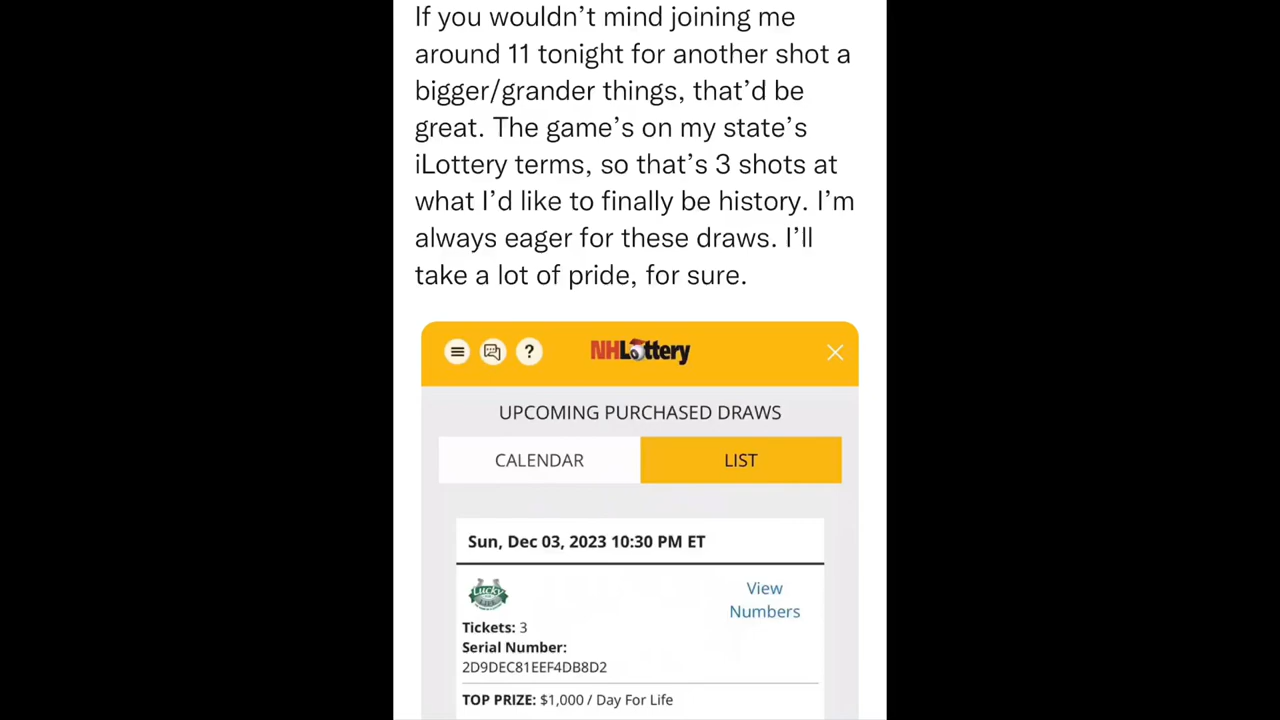 If you wouldn’t mind joining me
around 11 tonight for another shot a
bigger/grander things, that’d be
great. The game’s on my state’s
iLottery terms, so that’s 3 shots at
what I’d like to finally be history. I’m
always eager for these draws. I’ll
take a lot of pride, for sure.
?
NHLottery
UPCOMING PURCHASED DRAWS
CALENDAR
LIST
Sun, Dec 03, 2023 10:30 PM ET
Lucky
View
Numbers
Tickets: 3
Serial Number:
2D9DEC81EEF4DB8D2
TOP PRIZE: $1,000 / Day For Life